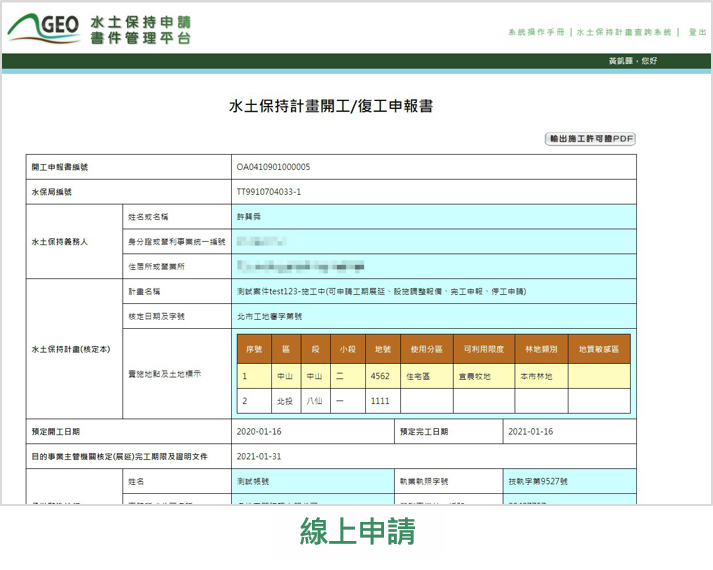 GEO 水土保持申請
書件管理平台
系統操作手冊 | 水土保持計畫查詢系統 | 登出
黃凱暉，您好
水土保持計畫開工/復工申報書
輸出施工許可證PDF
開工申報書編號 OA0410901000005
水保局編號 TT9910704033-1
水土保持義務人
姓名或名稱 許龔舜
身分證或營利事業統一編號
住居所或營業所
水土保持計畫(核定本)
計畫名稱 測試案件test123-施工中(可申請工期展延、設施調整報備、完工申報、停工申請)
核定日期及字號 北市工地審字第號
實施地點及土地標示
序號 區 段 小段 地號 使用分區 可利用限度 林地類別 地質敏感區
1 中山 中山 二 4562 住宅區 宜農牧地 本市林地
2 北投 八仙 一 1111
預定開工日期 2020-01-16 預定完工日期 2021-01-16
目的事業主管機關核定(展延)完工期限及證明文件 2021-01-31
姓名 測試帳號 執業執照字號 技執字第9527號
線上申請